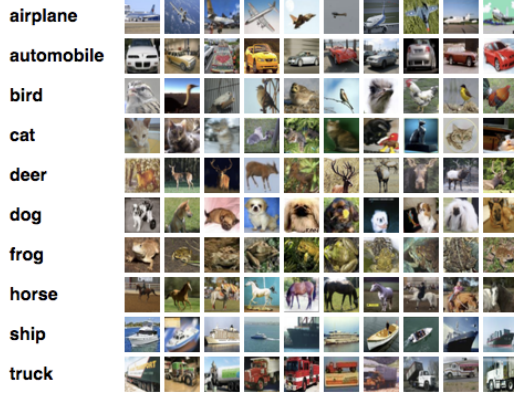 airplane
automobile
bird
cat
deer
dog
frog
horse
ship
truck